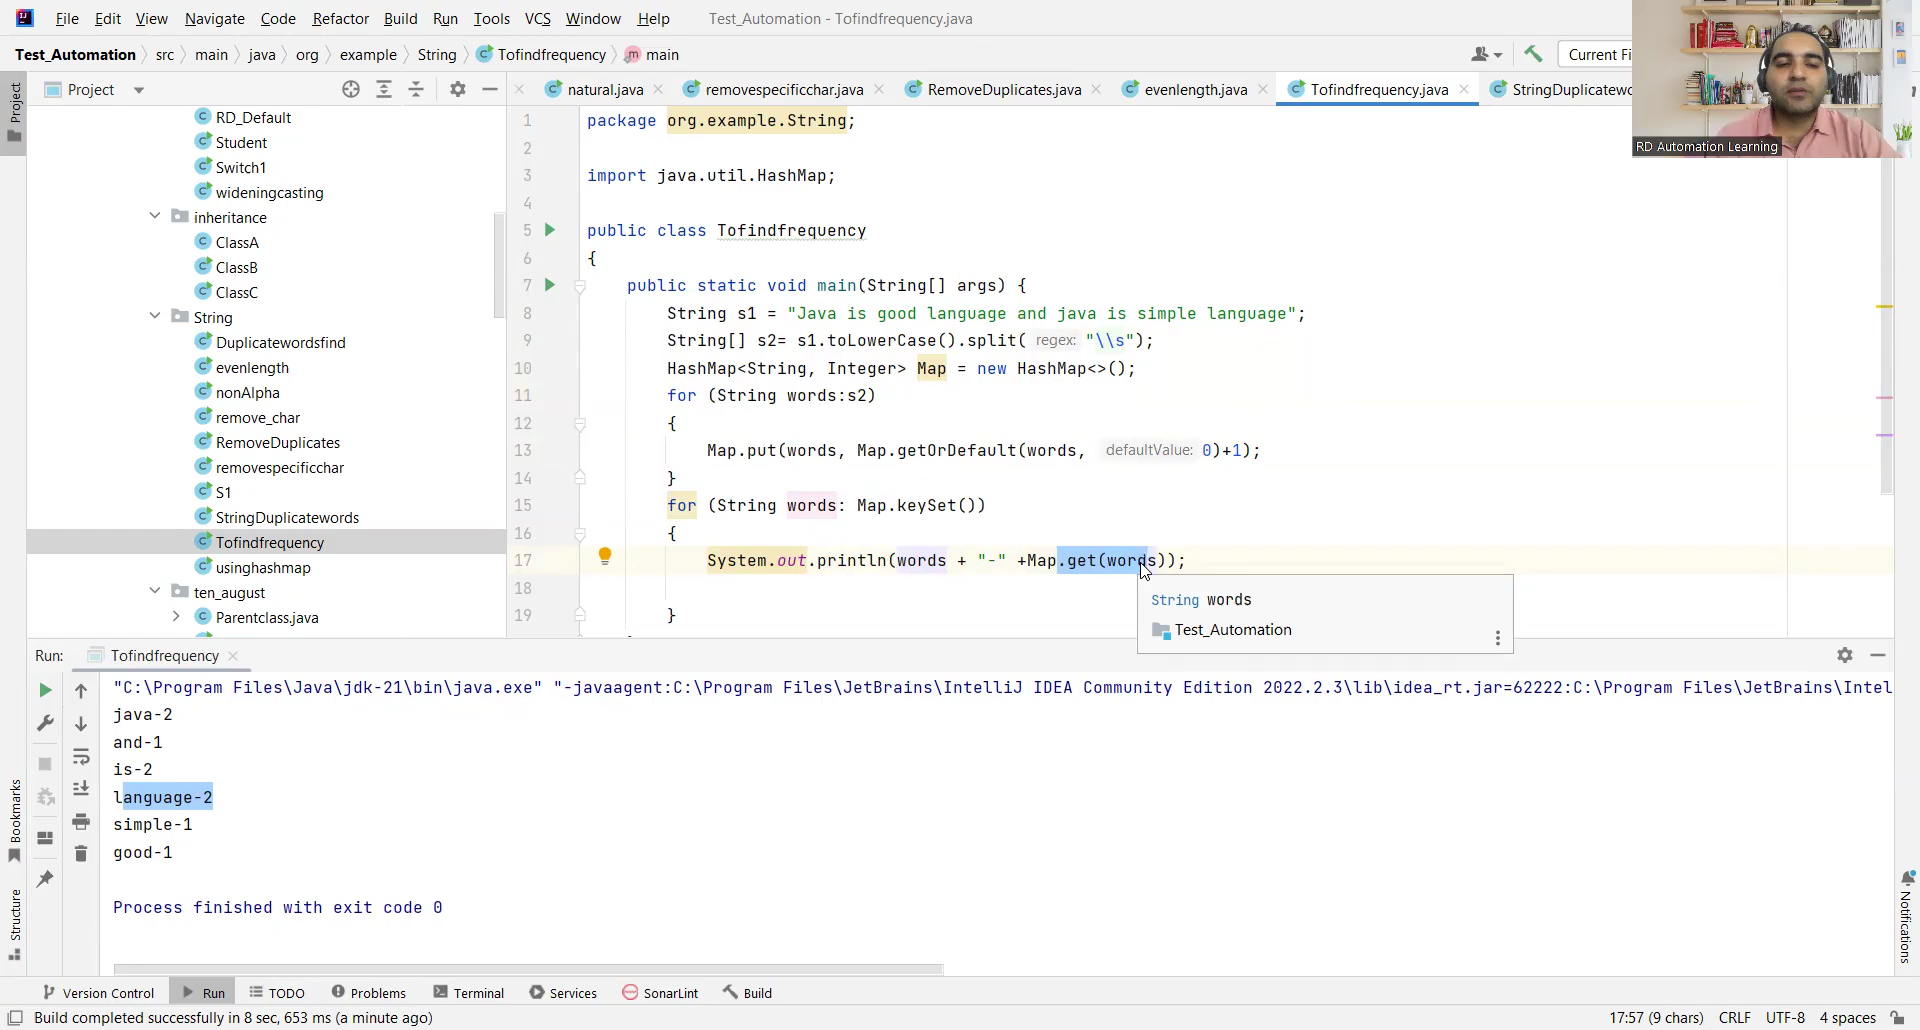 File Edit View Navigate Code Refactor Build Run Tools VCS Window Help Test_Automation - Tofindfrequency.java
Test_Automation src main java org example String Tofindfrequency main Current Fi
RD Automation Learning
Project
natural.java removespecificchar.java RemoveDuplicates.java evenlength.java Tofindfrequency.java StringDuplicatewo
Project
RD_Default
Student
Switch1
wideningcasting
inheritance
ClassA
ClassB
ClassC
String
Duplicatewordsfind
evenlength
nonAlpha
remove_char
RemoveDuplicates
removespecificchar
S1
StringDuplicatewords
Tofindfrequency
usinghashmap
ten_august
Parentclass.java
1 package org.example.String;
2
3 import java.util.HashMap;
4
5 public class Tofindfrequency
6 {
7 public static void main(String[] args) {
8 String s1 = "Java is good language and java is simple language";
9 String[] s2= s1.toLowerCase().split( regex: "\\s");
10 HashMap<String, Integer> Map = new HashMap<>();
11 for (String words:s2)
12 {
13 Map.put(words, Map.getOrDefault(words, defaultValue: 0)+1);
14 }
15 for (String words: Map.keySet())
16 {
17 System.out.println(words + "-" +Map.get(words));
18
19 }
String words
Test_Automation
Run: Tofindfrequency
"C:\Program Files\Java\jdk-21\bin\java.exe" "-javaagent:C:\Program Files\JetBrains\IntelliJ IDEA Community Edition 2022.2.3\lib\idea_rt.jar=62222:C:\Program Files\JetBrains\Intel
java-2
and-1
is-2
language-2
simple-1
good-1
Process finished with exit code 0
Bookmarks
Structure
Notifications
Version Control Run TODO Problems Terminal Services SonarLint Build
Build completed successfully in 8 sec, 653 ms (a minute ago) 17:57 (9 chars) CRLF UTF-8 4 spaces